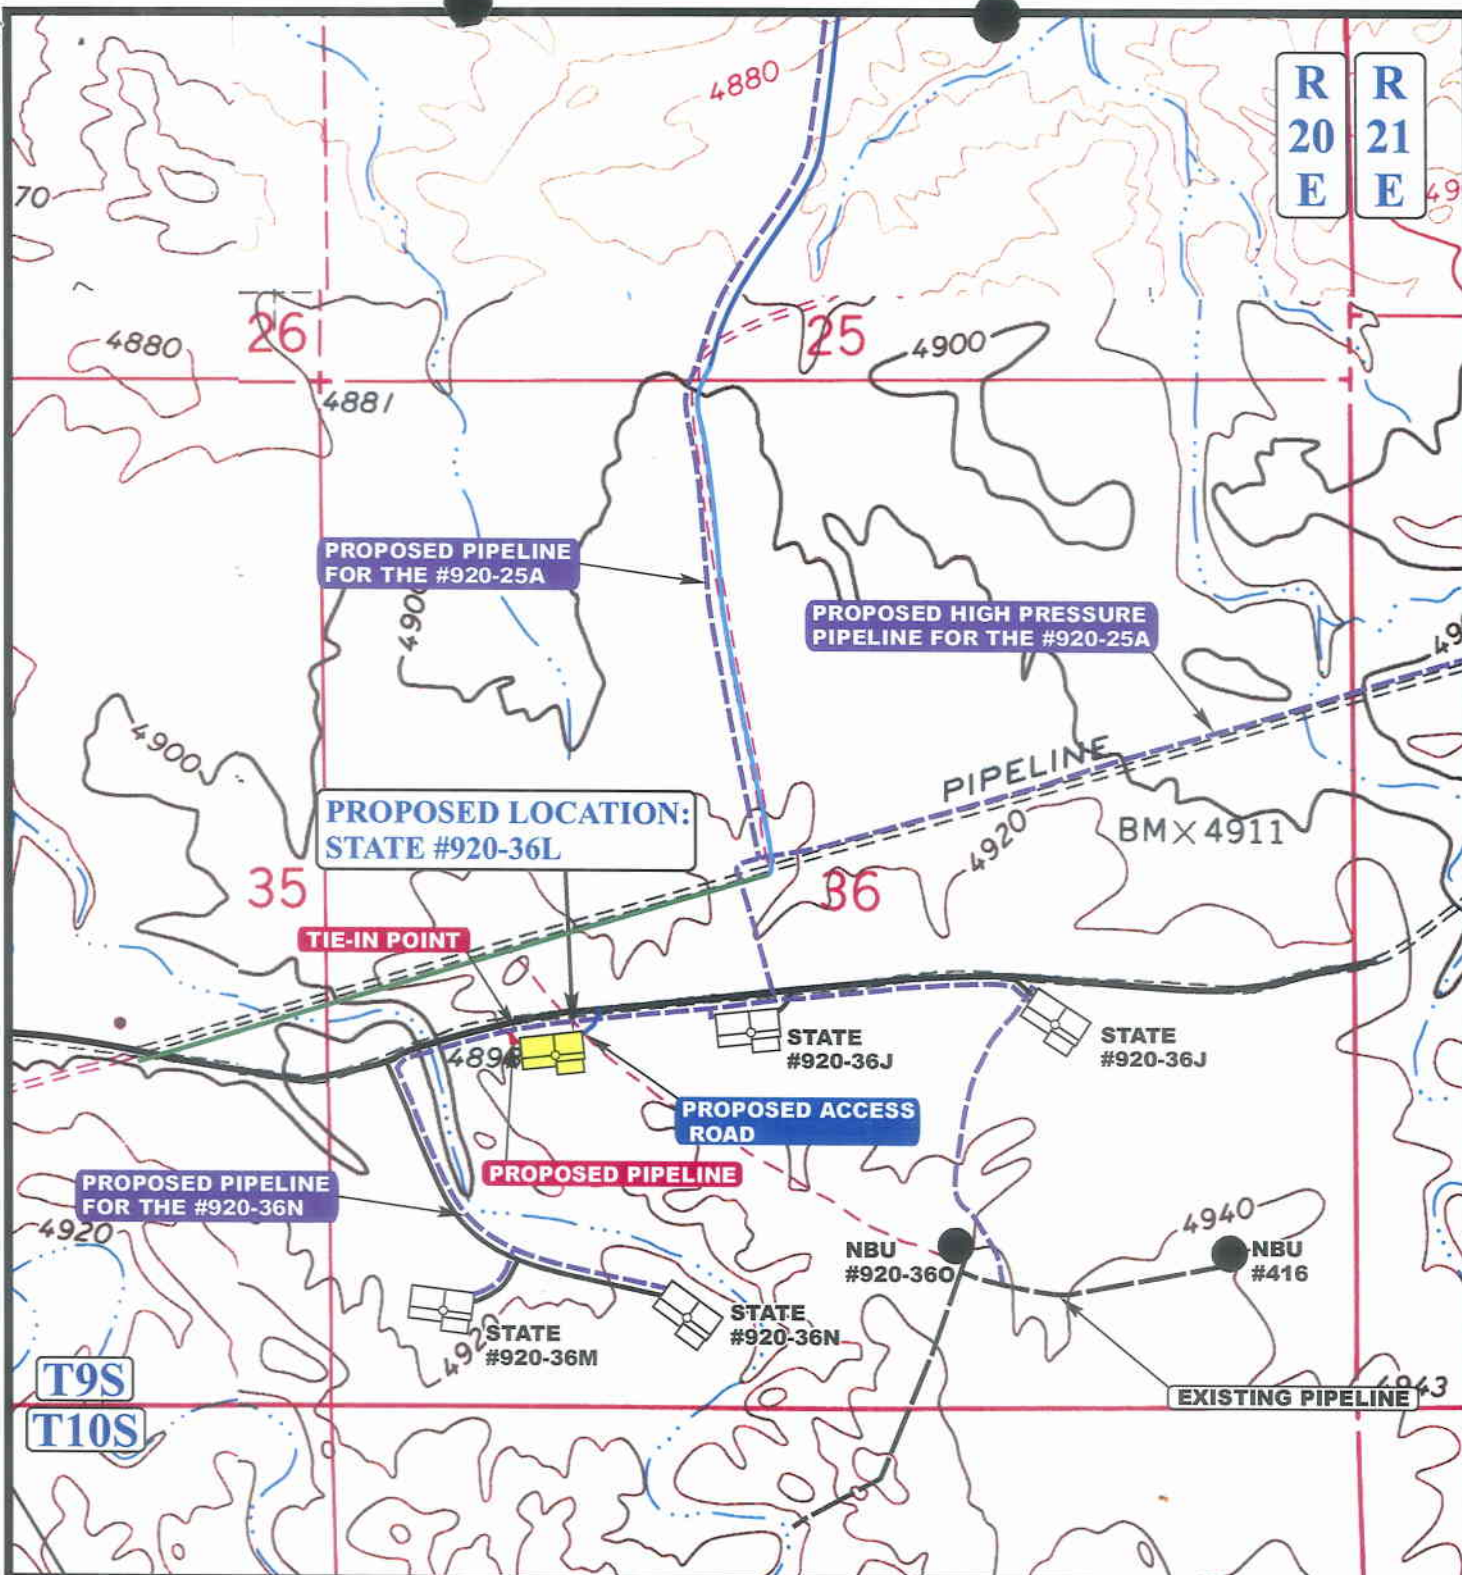 4880
R
20
E
R
21
E
70
49
26
25
4880
4900
4881
PROPOSED PIPELINE
FOR THE #920-25A
4900
PROPOSED HIGH PRESSURE
PIPELINE FOR THE #920-25A
4900
PIPELINE
PROPOSED LOCATION:
STATE #920-36L
4920
BM X 4911
35
36
TIE-IN POINT
STATE
#920-36J
STATE
#920-36J
PROPOSED ACCESS
ROAD
PROPOSED PIPELINE
PROPOSED PIPELINE
FOR THE #920-36N
4920
4940
NBU
#920-36O
NBU
#416
STATE
#920-36N
STATE
#920-36M
4920
T9S
T10S
EXISTING PIPELINE